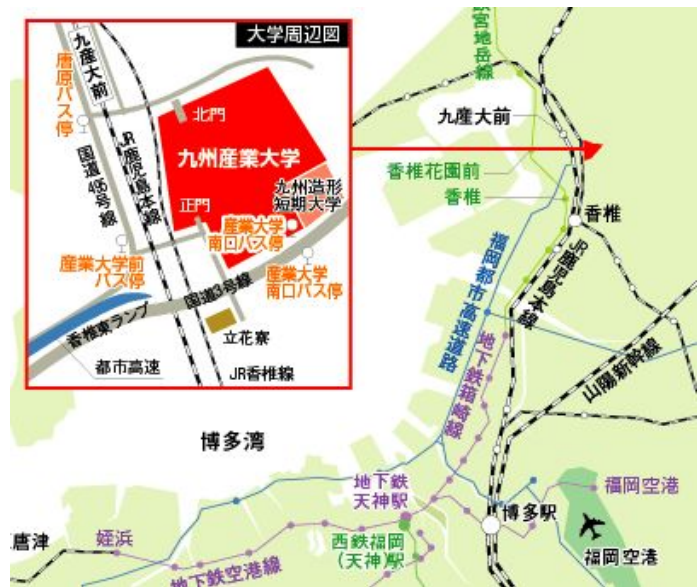 大学周辺図
九産大前
唐原バス停
国道495号線
JR鹿児島本線
北門
九州産業大学
九州造形
短期大学
正門
産業大学
南口バス停
産業大学前
バス停
産業大学
南口バス停
国道3号線
香椎東ランプ
立花寮
都市高速
JR香椎線
宮地岳線
九産大前
香椎花園前
香椎
香椎
JR鹿児島本線
福岡都市高速道路
地下鉄箱崎線
山陽新幹線
博多湾
地下鉄
天神駅
福岡空港
博多駅
唐津
姪浜
西鉄福岡
(天神)駅
地下鉄空港線
福岡空港